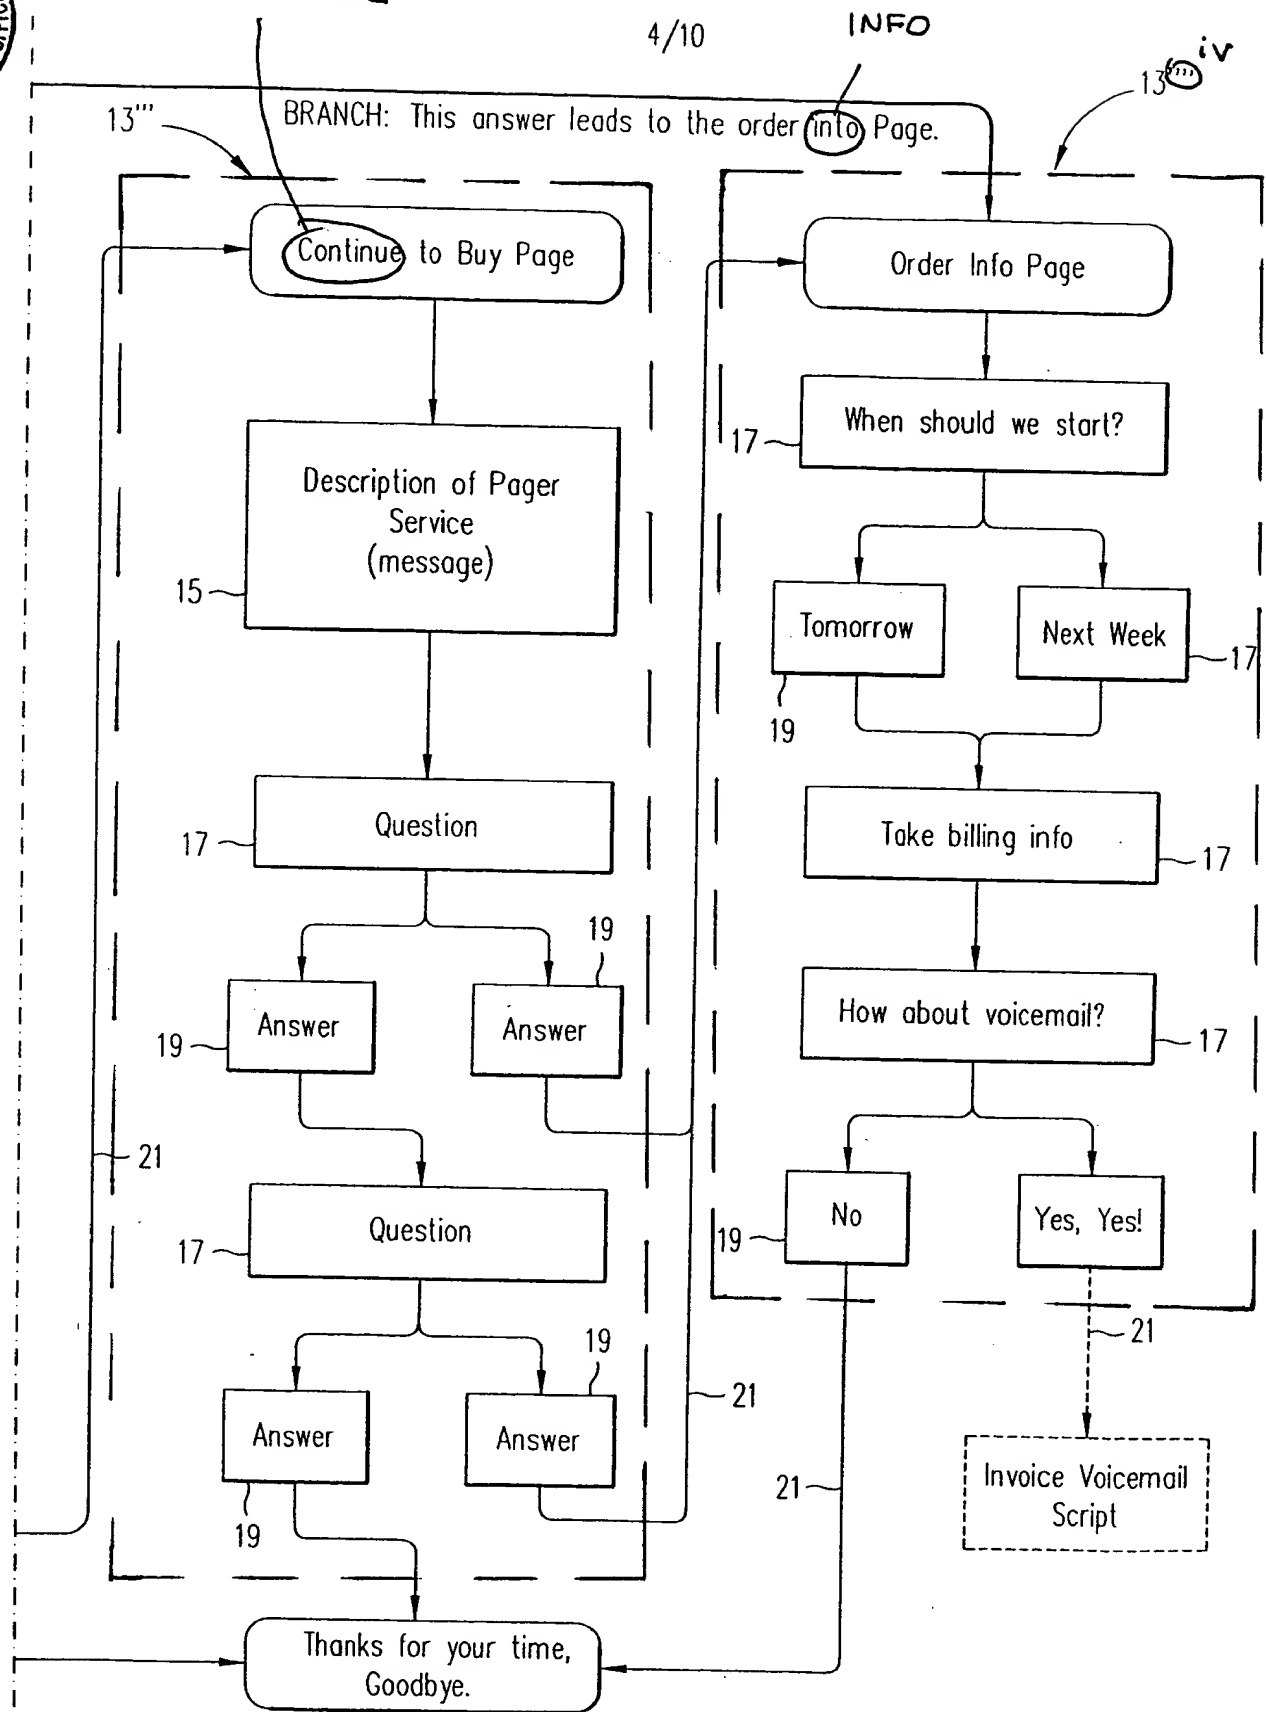 4/10
INFO
iv
13''''
13'''''
BRANCH: This answer leads to the order into Page.
Continue to Buy Page
Description of Pager
Service
(message)
15
Question
17
19
Answer
Answer
19
21
Question
17
19
Answer
Answer
19
21
Order Info Page
When should we start?
17
Tomorrow
Next Week
17
19
Take billing info
17
How about voicemail?
17
No
Yes, Yes!
19
21
21
Invoice Voicemail
Script
Thanks for your time,
Goodbye.